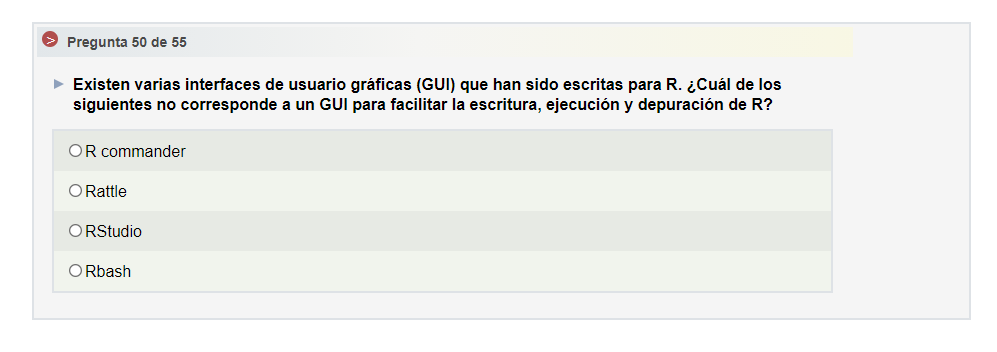 Pregunta 50 de 55
Existen varias interfaces de usuario gráficas (GUI) que han sido escritas para R. ¿Cuál de los
siguientes no corresponde a un GUI para facilitar la escritura, ejecución y depuración de R?
R commander
Rattle
RStudio
Rbash